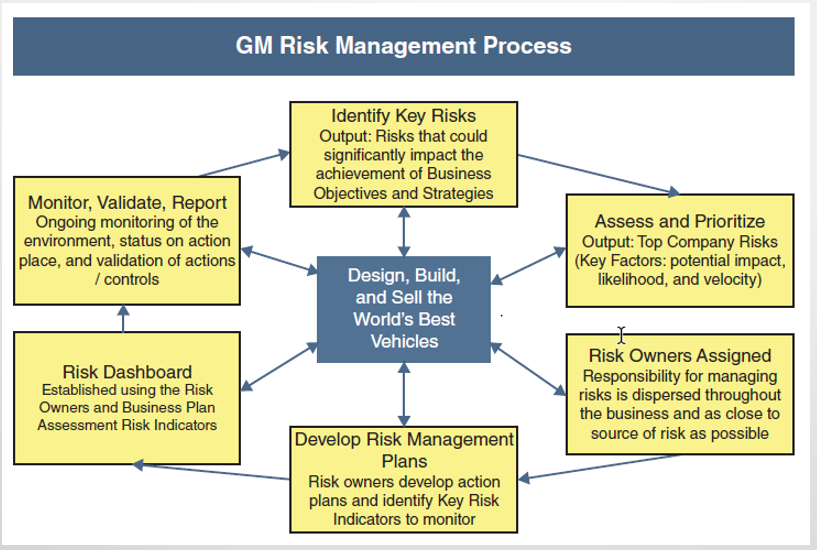 GM Risk Management Process
Identify Key Risks
Output: Risks that could
significantly impact the
achievement of Business
Objectives and Strategies
Assess and Prioritize
Output: Top Company Risks
(Key Factors: potential impact,
likelihood, and velocity)
Risk Owners Assigned
Responsibility for managing
risks is dispersed throughout
the business and as close to
source of risk as possible
Develop Risk Management
Plans
Risk owners develop action
plans and identify Key Risk
Indicators to monitor
Risk Dashboard
Established using the Risk
Owners and Business Plan
Assessment Risk Indicators
Monitor, Validate, Report
Ongoing monitoring of the
environment, status on action
place, and validation of actions
/ controls
Design, Build,
and Sell the
World's Best
Vehicles